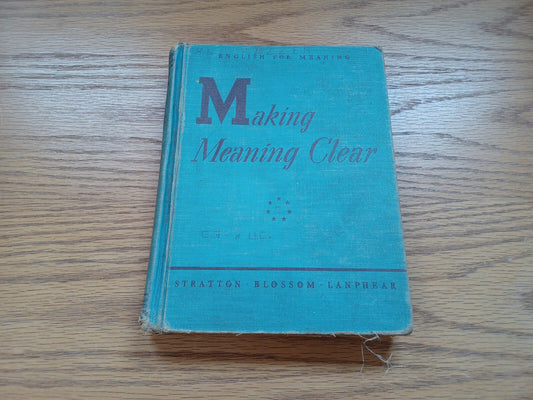 ENGLISH FOR MEANING
Making
Meaning Clear
STRATTON · BLOSSOM · LANPHEAR